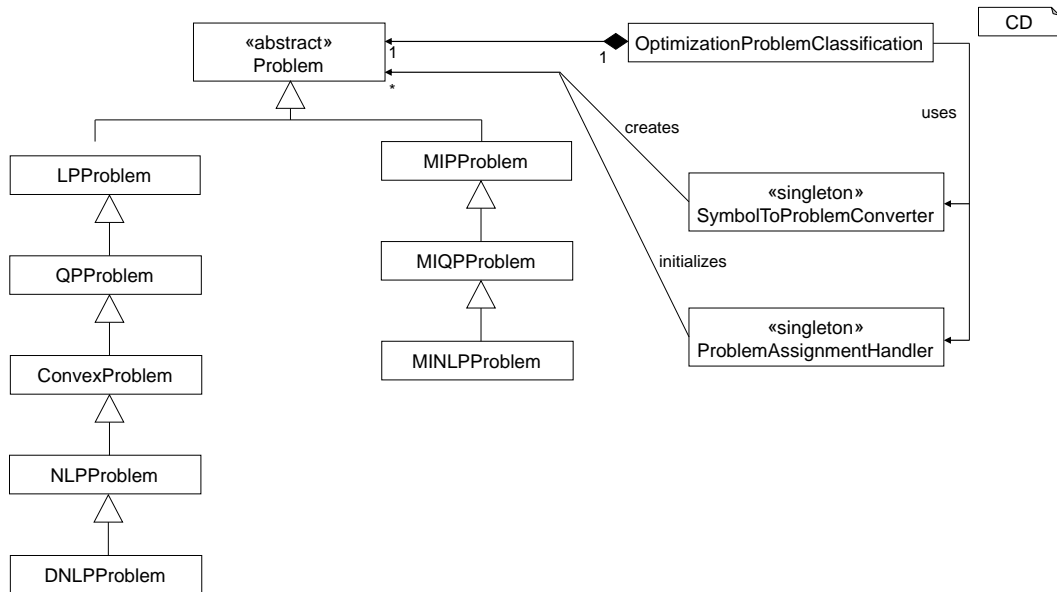 CD
«abstract»
Problem
1
*
1
OptimizationProblemClassification
creates
uses
LPProblem
MIPProblem
«singleton»
SymbolToProblemConverter
QPProblem
MIQPProblem
initializes
«singleton»
ProblemAssignmentHandler
ConvexProblem
MINLPProblem
NLPProblem
DNLPProblem